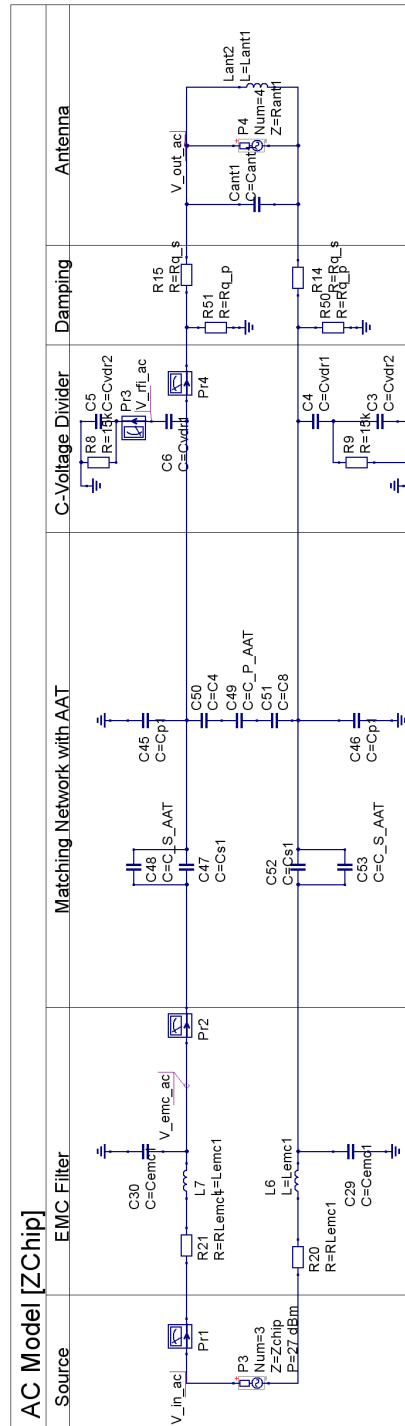 AC Model [ZChip]
Source
EMC Filter
Matching Network with AAT
C-Voltage Divider
Damping
Antenna
V_in_ac
Pr1
P3
Num=3
Z=Zchip
P=27 dBm
R21
R=RLemc1
L7
L=Lemc1
C30
C=Cemc1
V_emc_ac
Pr2
R20
R=RLemc1
L6
L=Lemc1
C29
C=Cemc1
C48
C=C_S_AAT
C47
C=Cs1
C52
C=Cs1
C53
C=C_S_AAT
C45
C=Cp1
C50
C=C4
C49
C=C_P_AAT
C51
C=C8
C46
C=Cp1
R8
R=15k
C5
C=Cvdr2
Pr3
V_rfi_ac
C6
C=Cvdr1
Pr4
C4
C=Cvdr1
R9
R=15k
C3
C=Cvdr2
R15
R=Rq_s
R51
R=Rq_p
R14
R=Rq_s
R50
R=Rq_p
V_out_ac
Cant1
C=Cant1
P4
Num=4
Z=Rant1
Lant2
L=Lant1